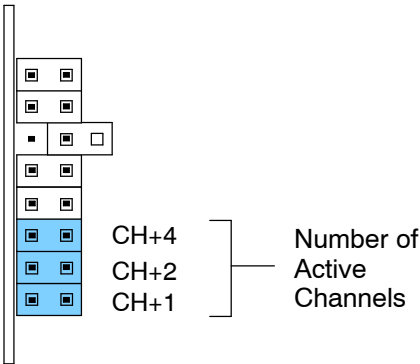 CH+4
CH+2
CH+1
Number of
Active
Channels